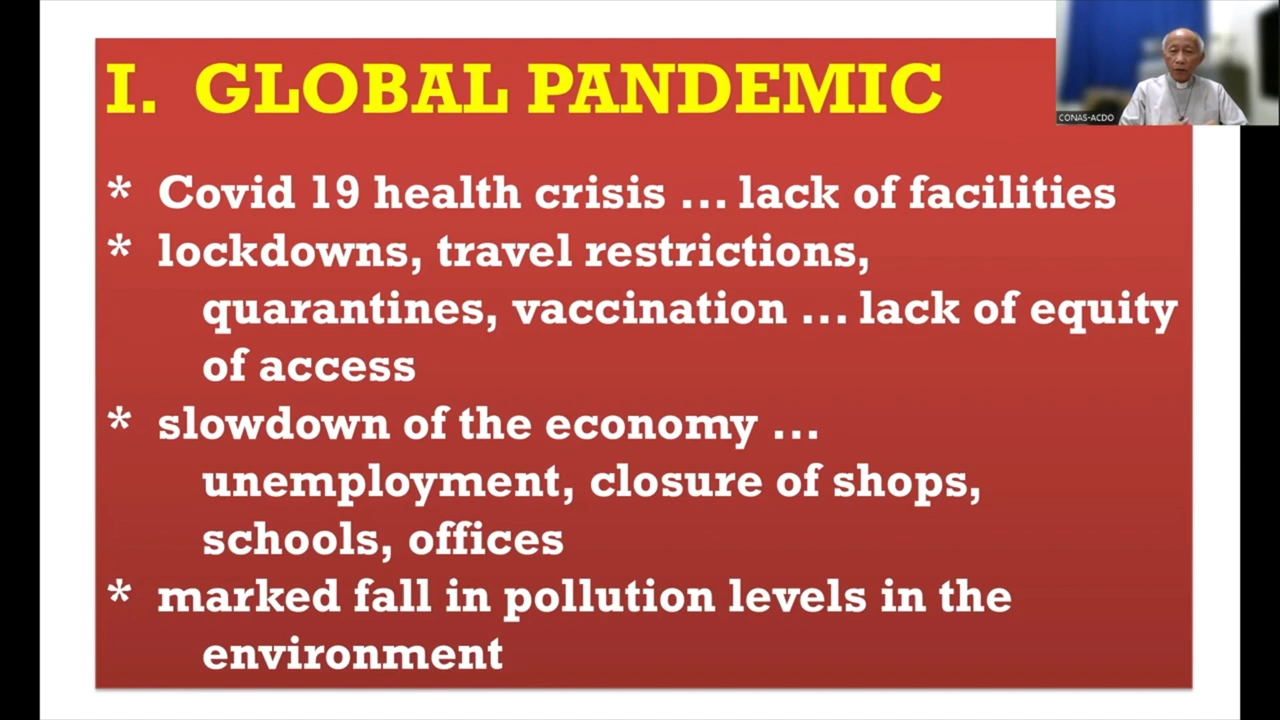 I. GLOBAL PANDEMIC
CONAS-ACDO
* Covid 19 health crisis ... lack of facilities
* lockdowns, travel restrictions,
quarantines, vaccination ... lack of equity
of access
* slowdown of the economy ...
unemployment, closure of shops,
schools, offices
* marked fall in pollution levels in the
environment